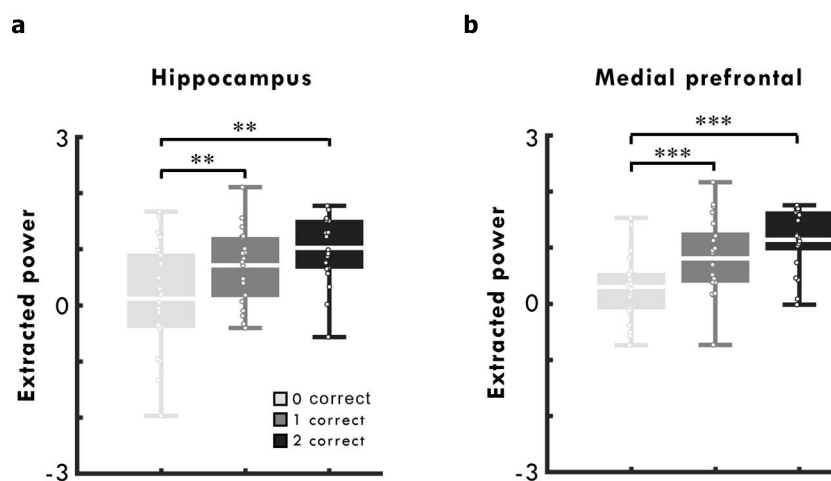 a
b
Hippocampus
Medial prefrontal
3
**
**
0
-3
Extracted power
0 correct
1 correct
2 correct
3
***
***
0
-3
Extracted power